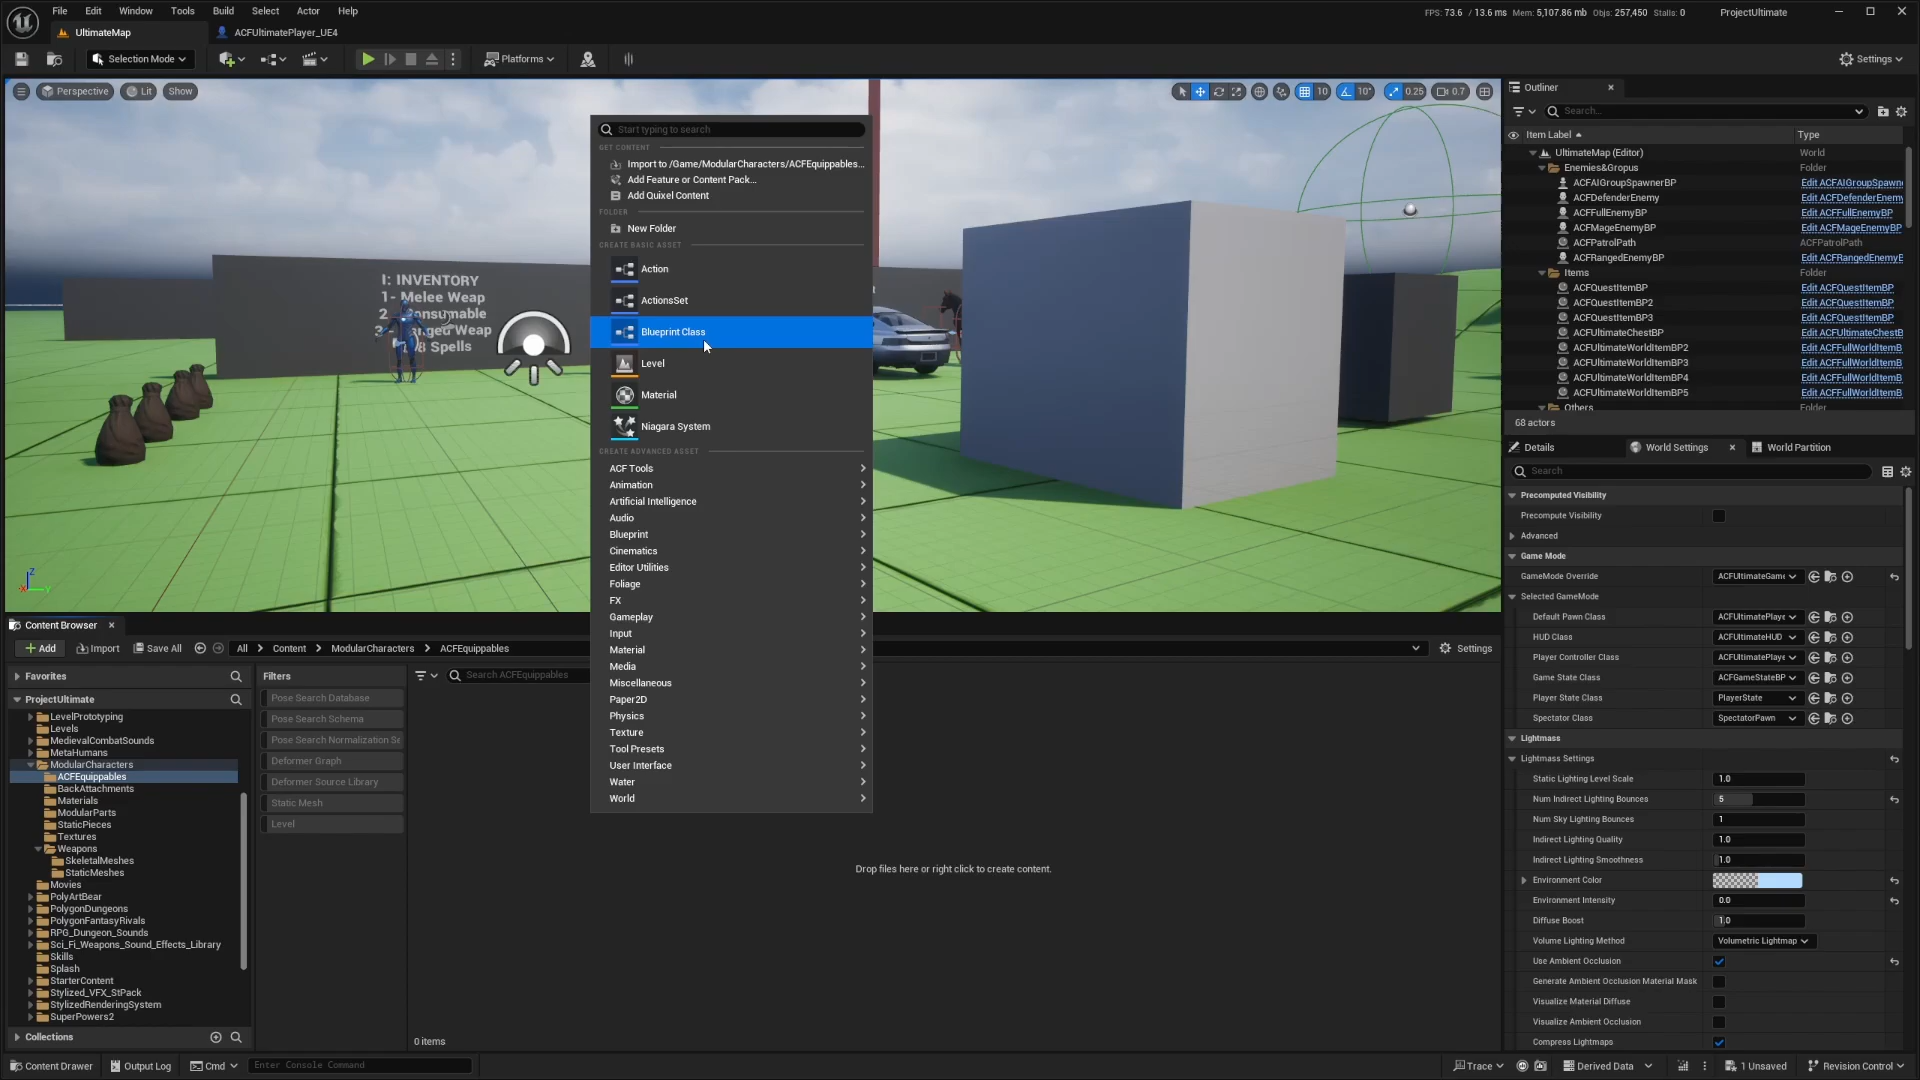 File Edit Window Tools Build Select Actor Help
FPS: 73.6 / 13.6 ms Mem: 5,107.86 mb Objs: 257,450 Stalls: 0
ProjectUltimate
UltimateMap
ACFUltimatePlayer_UE4
Selection Mode
Platforms
Settings
Perspective Lit Show
10 10° 0.25 0.7
I: INVENTORY
1- Melee Weap
Start typing to search
GET CONTENT
Import to /Game/ModularCharacters/ACFEquippables...
Add Feature or Content Pack...
Add Quixel Content
FOLDER
New Folder
CREATE BASIC ASSET
Action
ActionsSet
Blueprint Class
Level
Material
Niagara System
CREATE ADVANCED ASSET
ACF Tools
Animation
Artificial Intelligence
Audio
Blueprint
Cinematics
Editor Utilities
Foliage
FX
Gameplay
Input
Material
Media
Miscellaneous
Paper2D
Physics
Texture
Tool Presets
User Interface
Water
World
Outliner
Search...
Item Label Type
UltimateMap (Editor) World
Enemies&Gropus Folder
ACFAIGroupSpawnerBP Edit ACFAIGroupSpawn
ACFDefenderEnemy Edit ACFDefenderEnemy
ACFFullEnemyBP Edit ACFFullEnemyBP
ACFMageEnemyBP Edit ACFMageEnemyBP
ACFPatrolPath ACFPatrolPath
ACFRangedEnemyBP Edit ACFRangedEnemyE
Items Folder
ACFQuestItemBP Edit ACFQuestItemBP
ACFQuestItemBP2 Edit ACFQuestItemBP
ACFQuestItemBP3 Edit ACFQuestItemBP
ACFUltimateChestBP Edit ACFUltimateChestB
ACFUltimateWorldItemBP2 Edit ACFFullWorldItemB
ACFUltimateWorldItemBP3 Edit ACFFullWorldItemB
ACFUltimateWorldItemBP4 Edit ACFFullWorldItemB
ACFUltimateWorldItemBP5 Edit ACFFullWorldItemB
Others Folder
68 actors
Details
World Settings
World Partition
Search
Precomputed Visibility
Precompute Visibility
Advanced
Game Mode
GameMode Override ACFUltimateGame
Selected GameMode
Default Pawn Class ACFUltimatePlaye
HUD Class ACFUltimateHUD
Player Controller Class ACFUltimatePlaye
Game State Class ACFGameStateBP
Player State Class PlayerState
Spectator Class SpectatorPawn
Lightmass
Lightmass Settings
Static Lighting Level Scale 1.0
Num Indirect Lighting Bounces 5
Num Sky Lighting Bounces 1
Indirect Lighting Quality 1.0
Indirect Lighting Smoothness 1.0
Environment Color
Environment Intensity 0.0
Diffuse Boost 1.0
Volume Lighting Method Volumetric Lightmap
Use Ambient Occlusion
Generate Ambient Occlusion Material Mask
Visualize Material Diffuse
Visualize Ambient Occlusion
Compress Lightmaps
Content Browser
Add Import Save All All Content ModularCharacters ACFEquippables
Settings
Favorites
ProjectUltimate
LevelPrototyping
Levels
MedievalCombatSounds
MetaHumans
ModularCharacters
ACFEquippables
BackAttachments
Materials
ModularParts
StaticPieces
Textures
Weapons
SkeletalMeshes
StaticMeshes
Movies
PolyArtBear
PolygonDungeons
PolygonFantasyRivals
RPG_Dungeon_Sounds
Sci_Fi_Weapons_Sound_Effects_Library
Skills
Splash
StarterContent
Stylized_VFX_StPack
StylizedRenderingSystem
SuperPowers2
Collections
Filters
Pose Search Database
Pose Search Schema
Pose Search Normalization Se
Deformer Graph
Deformer Source Library
Static Mesh
Level
Search ACFEquippables
Drop files here or right click to create content.
0 items
Content Drawer Output Log Cmd Enter Console Command
Trace Derived Data 1 Unsaved Revision Control